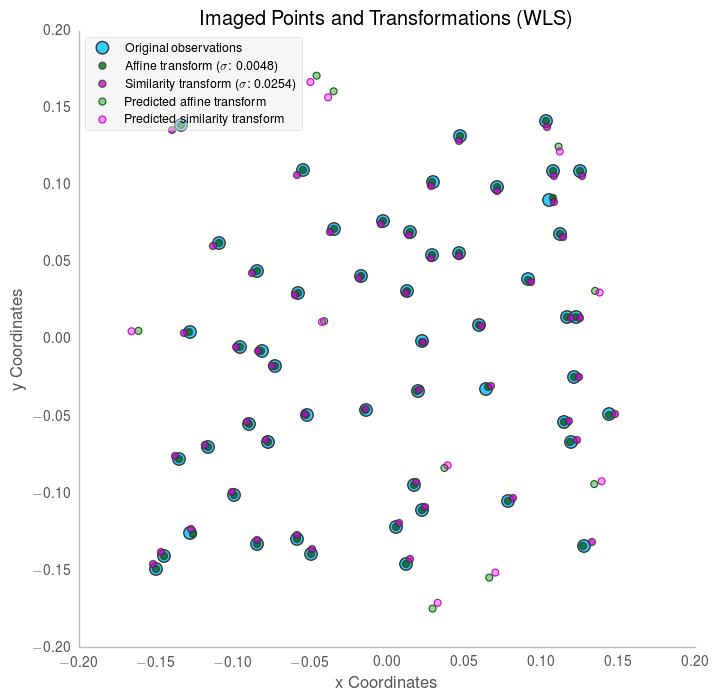 Imaged Points and Transformations (WLS)
Original observations
Affine transform (σ: 0.0048)
Similarity transform (σ: 0.0254)
Predicted affine transform
Predicted similarity transform
0.20
0.15
0.10
0.05
0.00
−0.05
−0.10
−0.15
−0.20
y Coordinates
−0.20 −0.15 −0.10 −0.05 0.00 0.05 0.10 0.15 0.20
x Coordinates